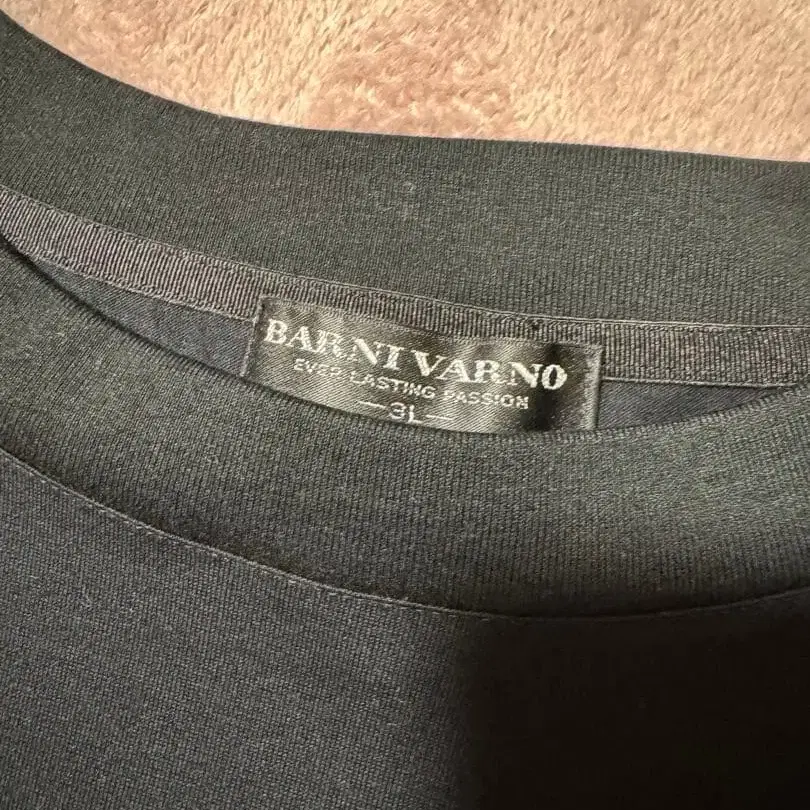 BARNI VARNO
EVER LASTING PASSION
—3L—